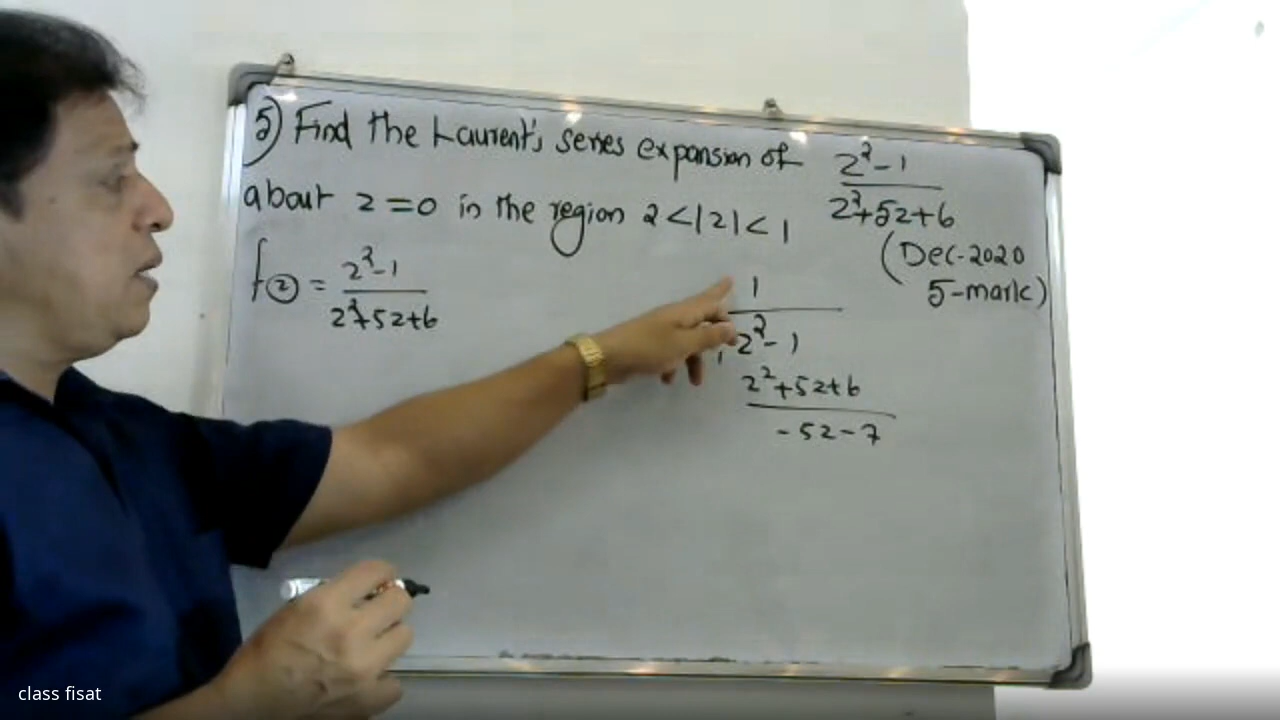 5) Find the Laurent's series expansion of z²-1 / z²+5z+6
about z=0 in the region 2<|z|<1
(Dec-2020
5-mark)
f(z) = z²-1 / z²+5z+6
1
z²-1
z²+5z+6
-5z-7
class fisat